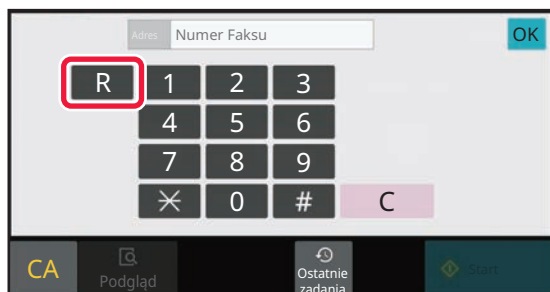 Adres Numer Faksu OK
R 1 2 3
4 5 6
7 8 9
* 0 # C
CA Podgląd Ostatnie Start
zadania